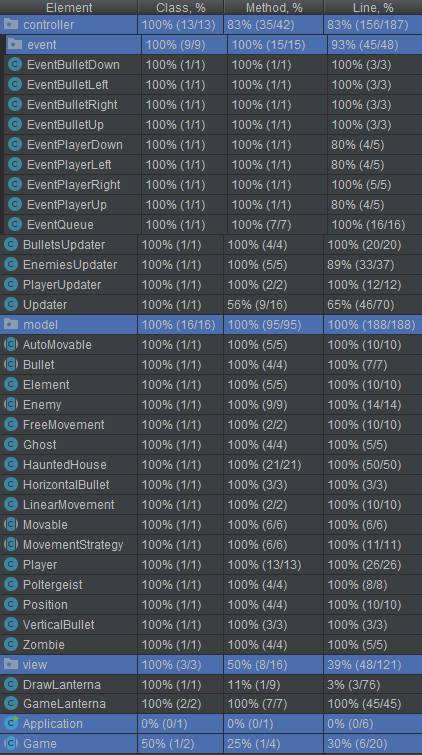 Element Class, % Method, % Line, %
controller 100% (13/13) 83% (35/42) 83% (156/187)
event 100% (9/9) 100% (15/15) 93% (45/48)
EventBulletDown 100% (1/1) 100% (1/1) 100% (3/3)
EventBulletLeft 100% (1/1) 100% (1/1) 100% (3/3)
EventBulletRight 100% (1/1) 100% (1/1) 100% (3/3)
EventBulletUp 100% (1/1) 100% (1/1) 100% (3/3)
EventPlayerDown 100% (1/1) 100% (1/1) 80% (4/5)
EventPlayerLeft 100% (1/1) 100% (1/1) 80% (4/5)
EventPlayerRight 100% (1/1) 100% (1/1) 100% (5/5)
EventPlayerUp 100% (1/1) 100% (1/1) 80% (4/5)
EventQueue 100% (1/1) 100% (7/7) 100% (16/16)
BulletsUpdater 100% (1/1) 100% (4/4) 100% (20/20)
EnemiesUpdater 100% (1/1) 100% (5/5) 89% (33/37)
PlayerUpdater 100% (1/1) 100% (2/2) 100% (12/12)
Updater 100% (1/1) 56% (9/16) 65% (46/70)
model 100% (16/16) 100% (95/95) 100% (188/188)
AutoMovable 100% (1/1) 100% (5/5) 100% (10/10)
Bullet 100% (1/1) 100% (4/4) 100% (7/7)
Element 100% (1/1) 100% (5/5) 100% (10/10)
Enemy 100% (1/1) 100% (9/9) 100% (14/14)
FreeMovement 100% (1/1) 100% (2/2) 100% (10/10)
Ghost 100% (1/1) 100% (4/4) 100% (5/5)
HauntedHouse 100% (1/1) 100% (21/21) 100% (50/50)
HorizontalBullet 100% (1/1) 100% (3/3) 100% (3/3)
LinearMovement 100% (1/1) 100% (2/2) 100% (10/10)
Movable 100% (1/1) 100% (6/6) 100% (6/6)
MovementStrategy 100% (1/1) 100% (6/6) 100% (11/11)
Player 100% (1/1) 100% (13/13) 100% (26/26)
Poltergeist 100% (1/1) 100% (4/4) 100% (8/8)
Position 100% (1/1) 100% (4/4) 100% (10/10)
VerticalBullet 100% (1/1) 100% (3/3) 100% (3/3)
Zombie 100% (1/1) 100% (4/4) 100% (5/5)
view 100% (3/3) 50% (8/16) 39% (48/121)
DrawLanterna 100% (1/1) 11% (1/9) 3% (3/76)
GameLanterna 100% (2/2) 100% (7/7) 100% (45/45)
Application 0% (0/1) 0% (0/1) 0% (0/6)
Game 50% (1/2) 25% (1/4) 30% (6/20)